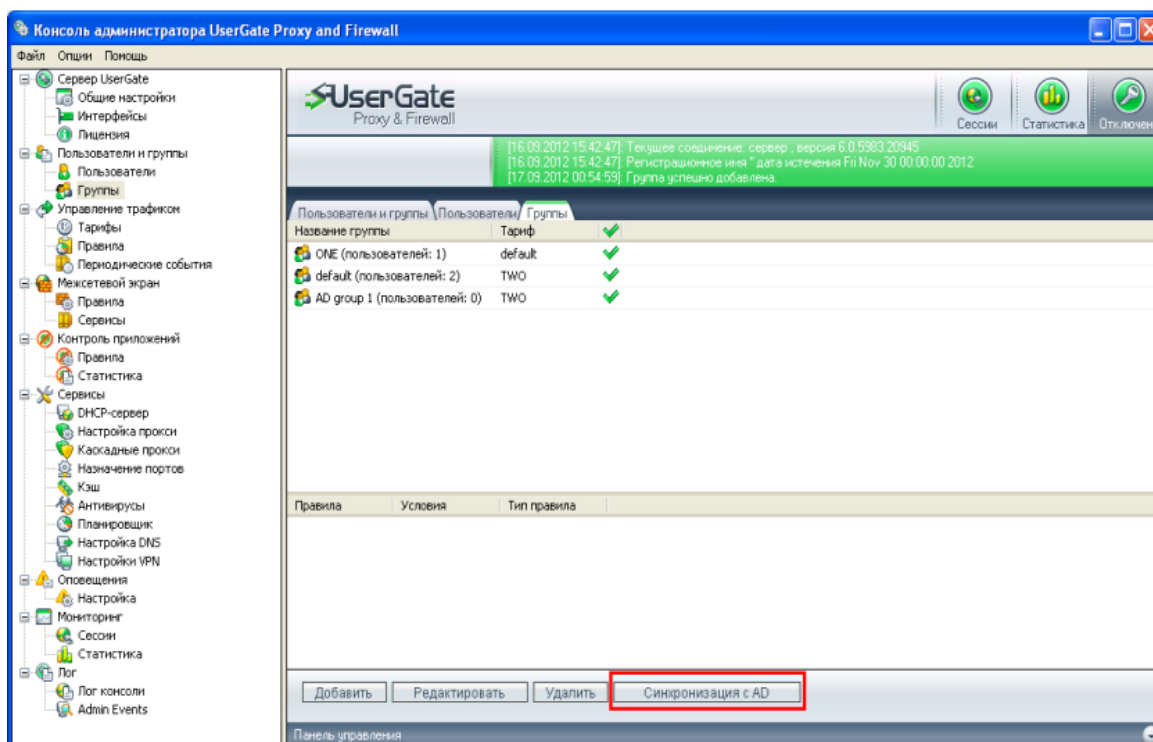 Консоль администратора UserGate Proxy and Firewall
Файл Опции Помощь
Сервер UserGate
Общие настройки
Интерфейсы
Лицензия
Пользователи и группы
Пользователи
Группы
Управление трафиком
Тарифы
Правила
Периодические события
Межсетевой экран
Правила
Сервисы
Контроль приложений
Правила
Статистика
Сервисы
DHCP-сервер
Настройка прокси
Каскадные прокси
Назначение портов
Кэш
Антивирусы
Планировщик
Настройка DNS
Настройки VPN
Оповещения
Настройка
Мониторинг
Сессии
Статистика
Лог
Лог консоли
Admin Events
UserGate
Proxy & Firewall
Сессии Статистика Отключен
[16.09.2012 15:42:47]: Текущее соединение: сервер , версия 6.0.5983.20945
[16.09.2012 15:42:47]: Регистрационное имя '' дата истечения Fri Nov 30 00:00:00 2012
[17.09.2012 00:54:59]: Группа успешно добавлена.
Пользователи и группы Пользователи Группы
Название группы Тариф
ONE (пользователей: 1) default
default (пользователей: 2) TWO
AD group 1 (пользователей: 0) TWO
Правила Условия Тип правила
Добавить Редактировать Удалить Синхронизация с AD
Панель управления